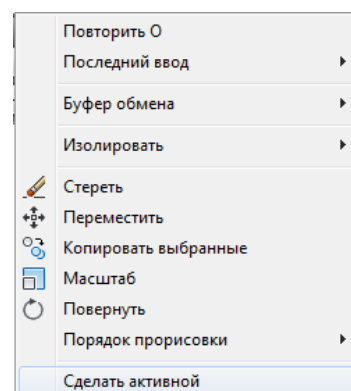 Повторить О
Последний ввод
Буфер обмена
Изолировать
Стереть
Переместить
Копировать выбранные
Масштаб
Повернуть
Порядок прорисовки
Сделать активной